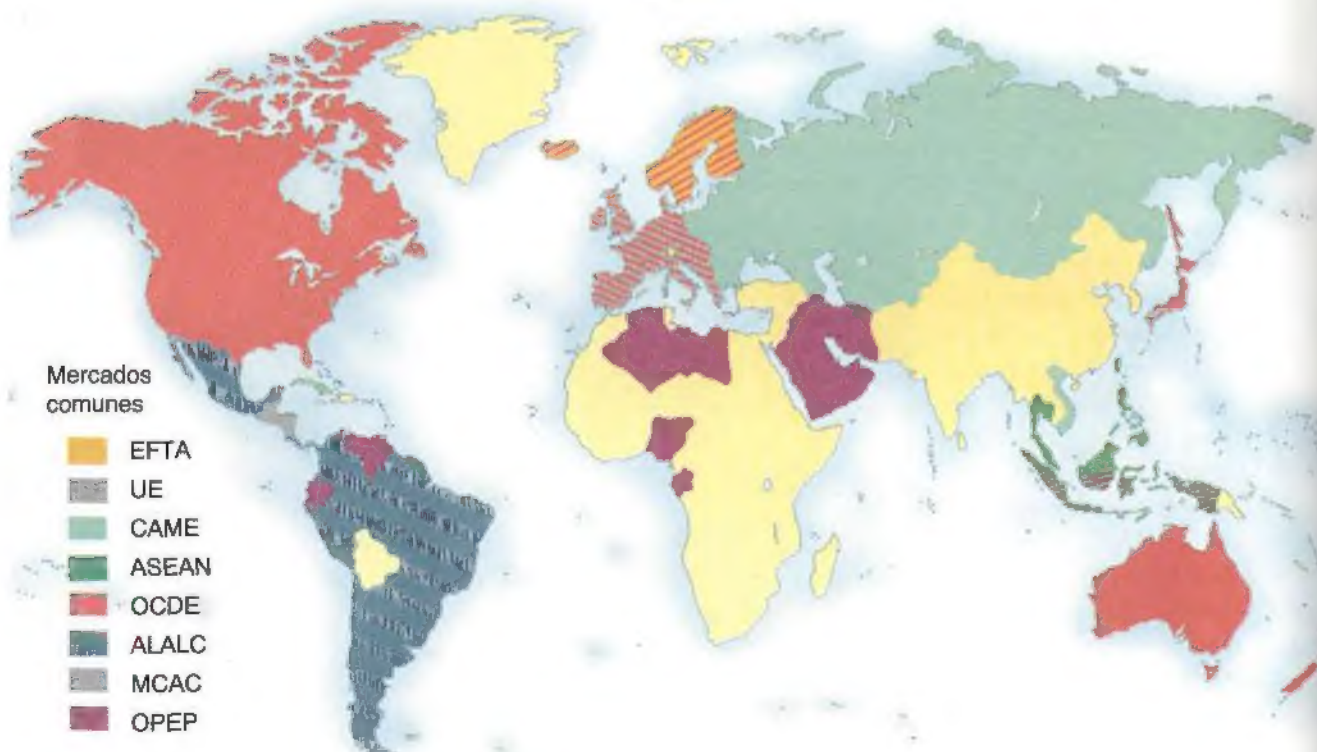 Mercados
comunes
EFTA
UE
CAME
ASEAN
OCDE
ALALC
MCAC
OPEP